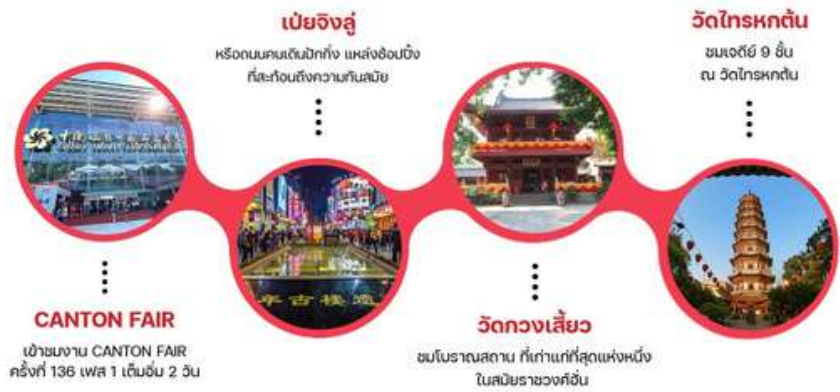 เป่ยจิงลู่
หรือถนนคนเดินปักกิ่ง แหล่งช้อปปิ้ง
ที่สะท้อนถึงความทันสมัย
วัดไทรหกต้น
ชมเจดีย์ 9 ชั้น
ณ วัดไทรหกต้น
CANTON FAIR
เข้าชมงาน CANTON FAIR
ครั้งที่ 136 เฟส 1 เต็มอิ่ม 2 วัน
วัดกวงเสี้ยว
ชมโบราณสถาน ที่เก่าแก่ที่สุดแห่งหนึ่ง
ในสมัยราชวงศ์ฮั่น
年古楼